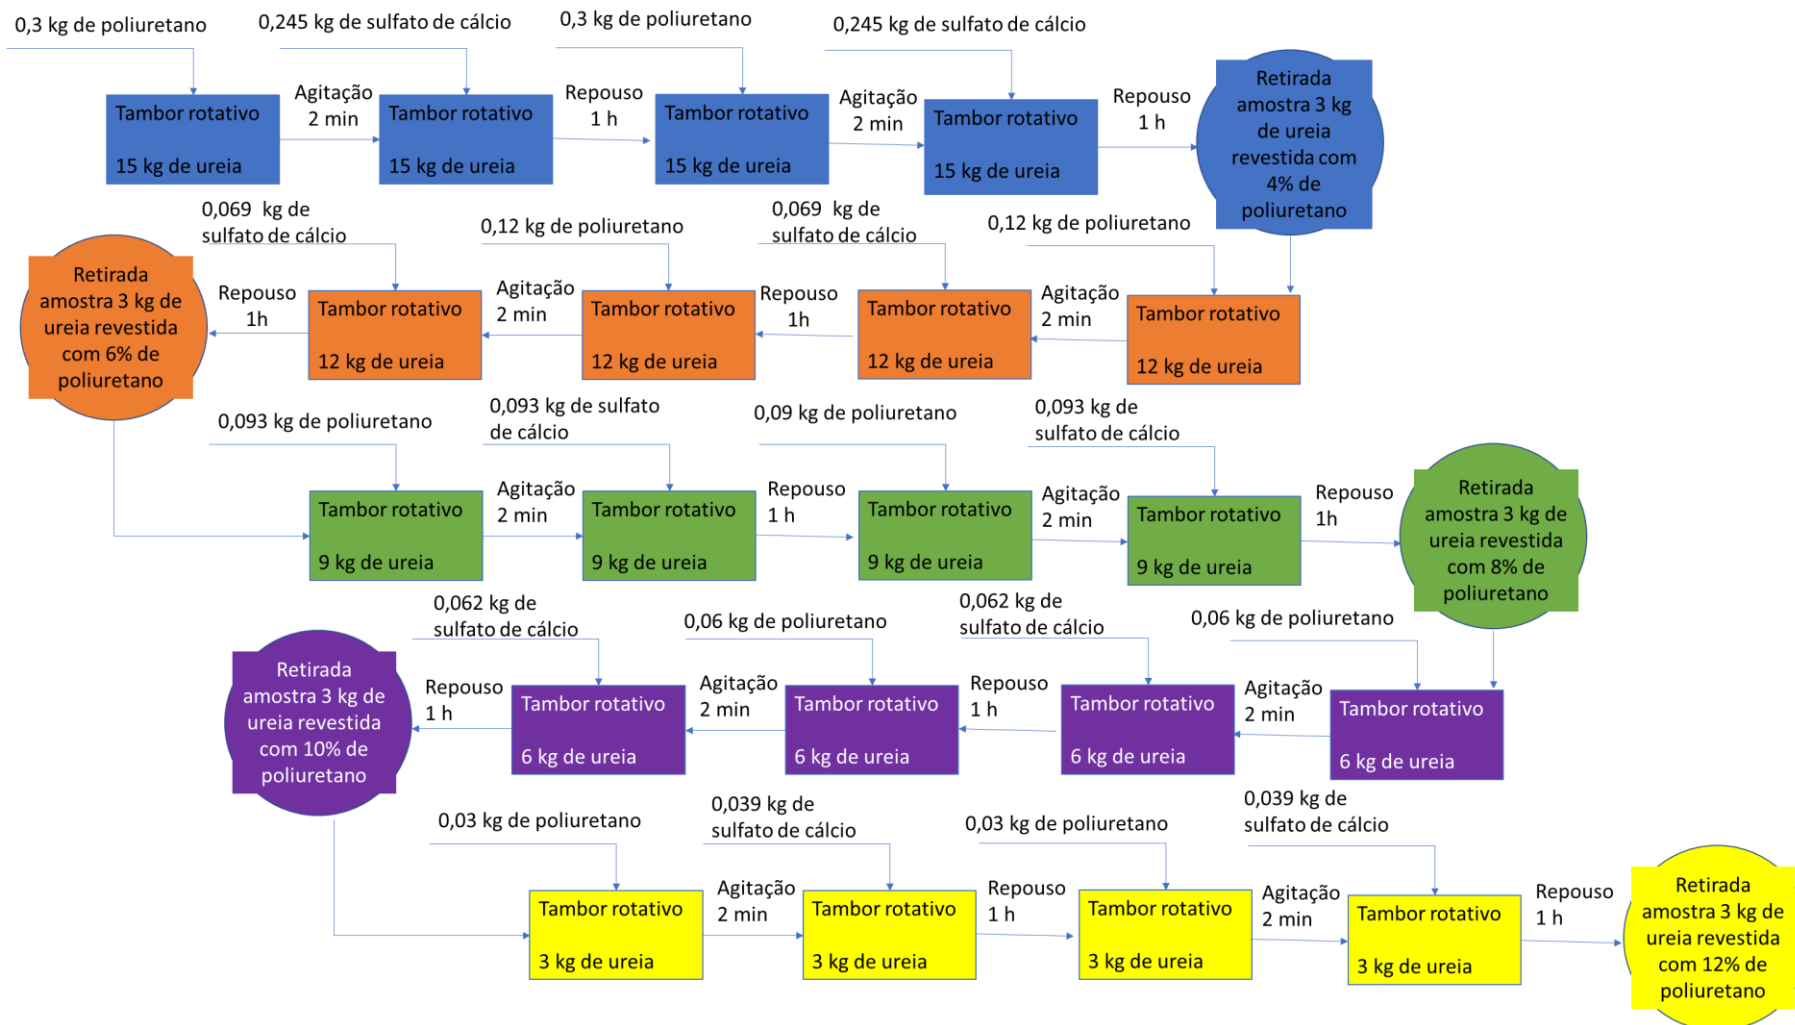 0,3 kg de poliuretano
0,245 kg de sulfato de cálcio
0,3 kg de poliuretano
0,245 kg de sulfato de cálcio
Tambor rotativo
15 kg de ureia
Agitação
2 min
Tambor rotativo
15 kg de ureia
Repouso
1 h
Tambor rotativo
15 kg de ureia
Agitação
2 min
Tambor rotativo
15 kg de ureia
Repouso
1 h
Retirada
amostra 3 kg
de ureia
revestida com
4% de
poliuretano
0,12 kg de poliuretano
Tambor rotativo
12 kg de ureia
Agitação
2 min
0,069 kg de
sulfato de cálcio
Tambor rotativo
12 kg de ureia
Repouso
1h
0,12 kg de poliuretano
Tambor rotativo
12 kg de ureia
Agitação
2 min
0,069 kg de
sulfato de cálcio
Tambor rotativo
12 kg de ureia
Repouso
1h
Retirada
amostra 3 kg de
ureia revestida
com 6% de
poliuretano
0,093 kg de poliuretano
Tambor rotativo
9 kg de ureia
Agitação
2 min
0,093 kg de sulfato
de cálcio
Tambor rotativo
9 kg de ureia
Repouso
1 h
0,09 kg de poliuretano
Tambor rotativo
9 kg de ureia
Agitação
2 min
0,093 kg de
sulfato de cálcio
Tambor rotativo
9 kg de ureia
Repouso
1h
Retirada
amostra 3 kg de
ureia revestida
com 8% de
poliuretano
0,06 kg de poliuretano
Tambor rotativo
6 kg de ureia
Agitação
2 min
0,062 kg de
sulfato de cálcio
Tambor rotativo
6 kg de ureia
Repouso
1 h
0,06 kg de poliuretano
Tambor rotativo
6 kg de ureia
Agitação
2 min
0,062 kg de
sulfato de cálcio
Tambor rotativo
6 kg de ureia
Repouso
1 h
Retirada
amostra 3 kg de
ureia revestida
com 10% de
poliuretano
0,03 kg de poliuretano
Tambor rotativo
3 kg de ureia
Agitação
2 min
0,039 kg de
sulfato de cálcio
Tambor rotativo
3 kg de ureia
Repouso
1 h
0,03 kg de poliuretano
Tambor rotativo
3 kg de ureia
Agitação
2 min
0,039 kg de
sulfato de cálcio
Tambor rotativo
3 kg de ureia
Repouso
1 h
Retirada
amostra 3 kg de
ureia revestida
com 12% de
poliuretano